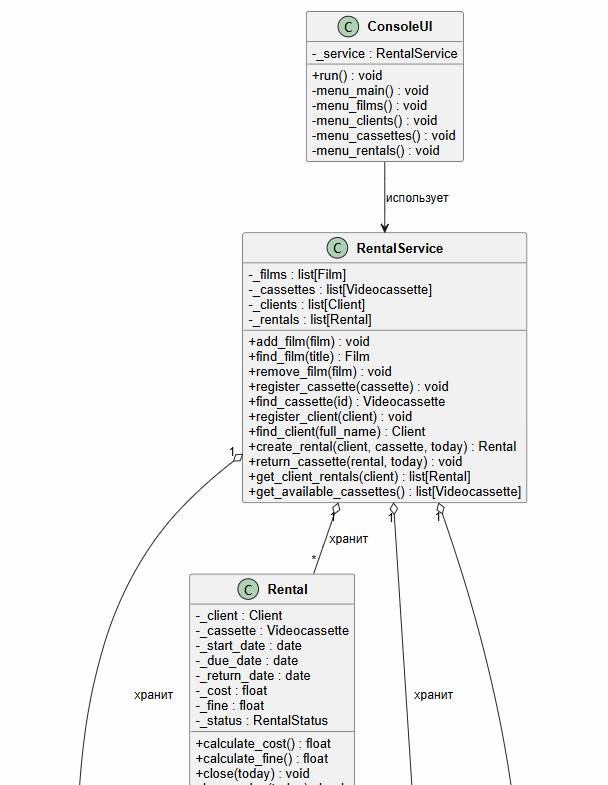 C ConsoleUI
-_service : RentalService
+run() : void
-menu_main() : void
-menu_films() : void
-menu_clients() : void
-menu_cassettes() : void
-menu_rentals() : void
использует
C RentalService
-_films : list[Film]
-_cassettes : list[Videocassette]
-_clients : list[Client]
-_rentals : list[Rental]
+add_film(film) : void
+find_film(title) : Film
+remove_film(film) : void
+register_cassette(cassette) : void
+find_cassette(id) : Videocassette
+register_client(client) : void
+find_client(full_name) : Client
+create_rental(client, cassette, today) : Rental
+return_cassette(rental, today) : void
+get_client_rentals(client) : list[Rental]
+get_available_cassettes() : list[Videocassette]
1
1
1
1
хранит
*
C Rental
-_client : Client
-_cassette : Videocassette
-_start_date : date
-_due_date : date
-_return_date : date
-_cost : float
-_fine : float
-_status : RentalStatus
хранит
хранит
+calculate_cost() : float
+calculate_fine() : float
+close(today) : void